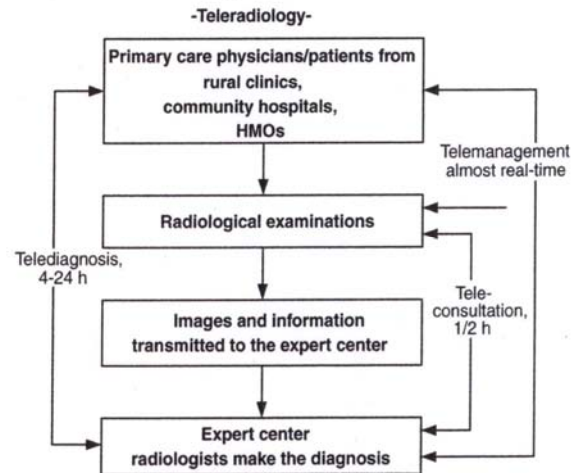 -Teleradiology-
Primary care physicians/patients from
rural clinics,
community hospitals,
HMOs
Telemanagement
almost real-time
Radiological examinations
Telediagnosis,
4-24 h
Tele-
consultation,
1/2 h
Images and information
transmitted to the expert center
Expert center
radiologists make the diagnosis